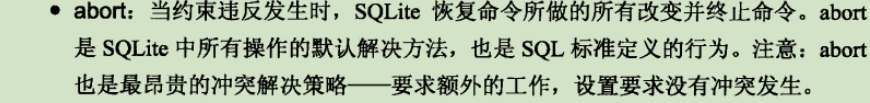 • abort：当约束违反发生时，SQLite 恢复命令所做的所有改变并终止命令。abort
是 SQLite 中所有操作的默认解决方法，也是 SQL 标准定义的行为。注意：abort
也是最昂贵的冲突解决策略——要求额外的工作，设置要求没有冲突发生。